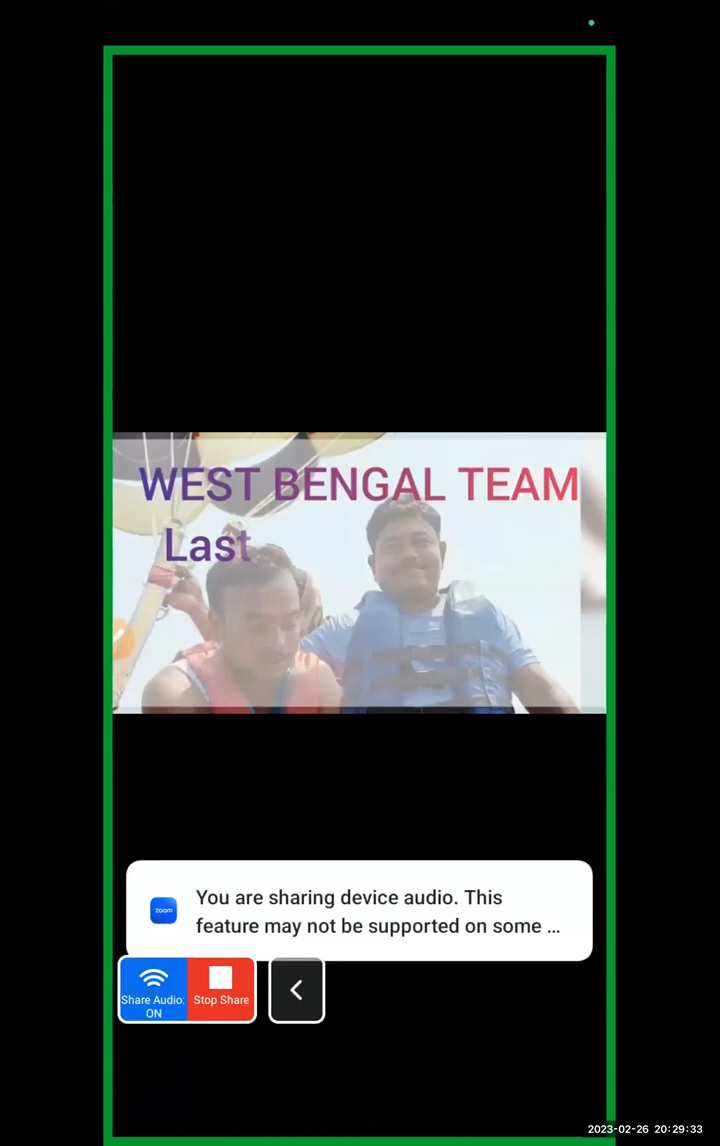 WEST BENGAL TEAM
Last
zoom
You are sharing device audio. This
feature may not be supported on some ...
Share Audio:
ON
Stop Share
2023-02-26 20:29:33